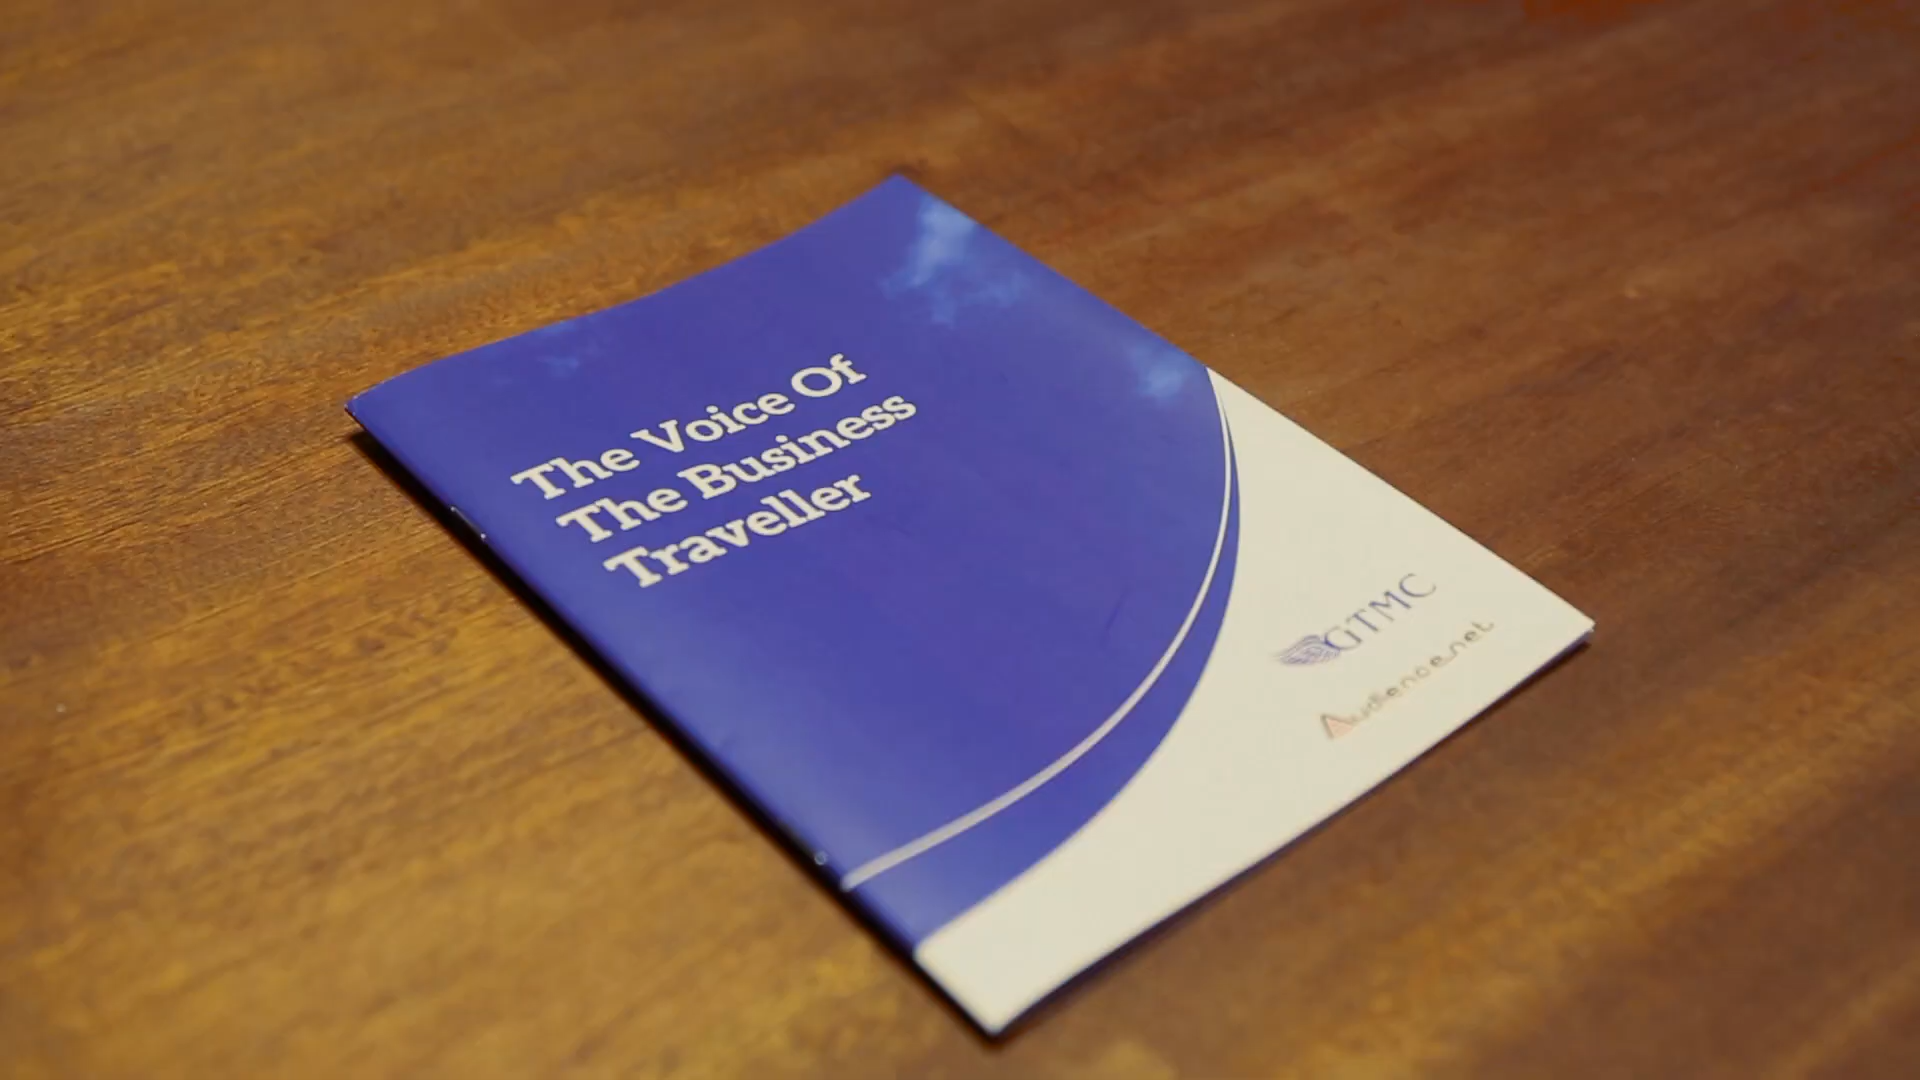 The Voice Of
The Business
Traveller
GTMC
Audience.net